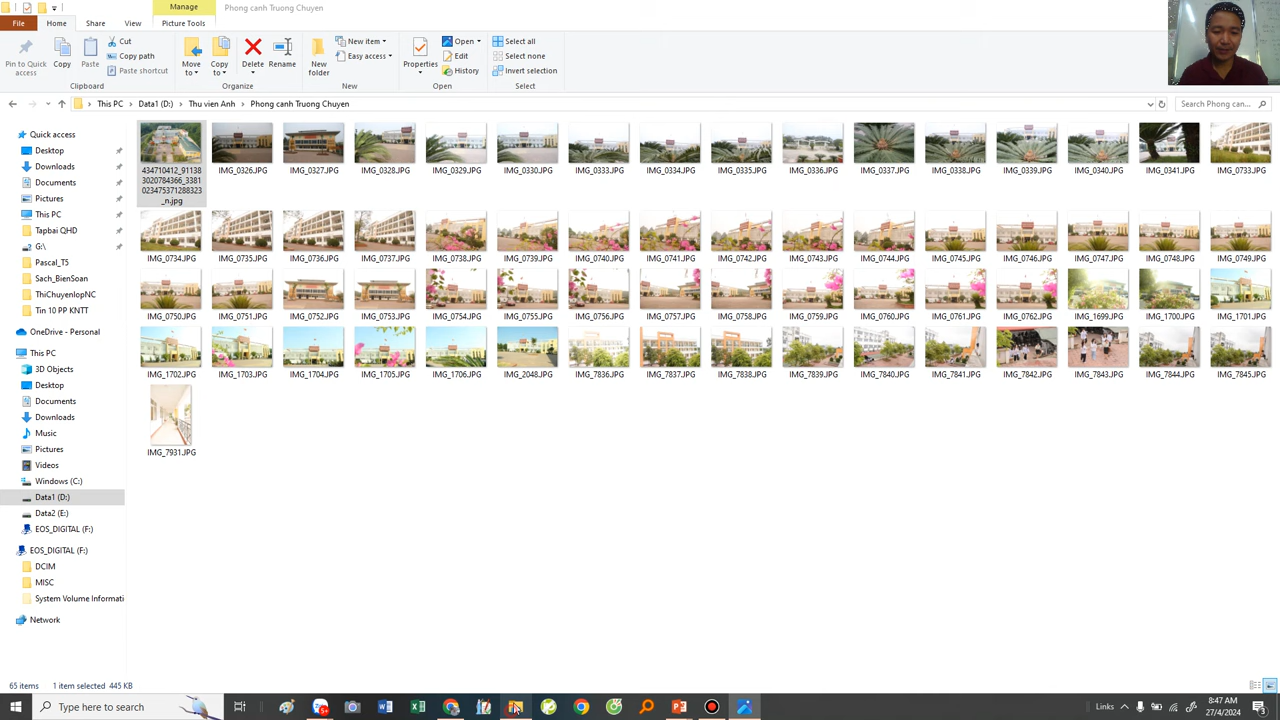 Manage
Phong canh Truong Chuyen
File
Home
Share
View
Picture Tools
Pin to Quick access
Copy
Paste
Cut
Copy path
Paste shortcut
Clipboard
Move to
Copy to
Delete
Rename
Organize
New folder
New item
Easy access
New
Properties
Open
Edit
History
Open
Select all
Select none
Invert selection
Select
This PC
Data1 (D:)
Thu vien Anh
Phong canh Truong Chuyen
Search Phong can...
Quick access
Desktop
Downloads
Documents
Pictures
This PC
Tapbai QHD
G:\
Pascal_T5
Sach_BienSoan
ThiChuyenlopNC
Tin 10 PP KNTT
OneDrive - Personal
This PC
3D Objects
Desktop
Documents
Downloads
Music
Pictures
Videos
Windows (C:)
Data1 (D:)
Data2 (E:)
EOS_DIGITAL (F:)
EOS_DIGITAL (F:)
DCIM
MISC
System Volume Informati
Network
434710412_91138
3020784366_3381
023475371288323
_n.jpg
IMG_0326.JPG
IMG_0327.JPG
IMG_0328.JPG
IMG_0329.JPG
IMG_0330.JPG
IMG_0334.JPG
IMG_0335.JPG
IMG_0336.JPG
IMG_0337.JPG
IMG_0338.JPG
IMG_0339.JPG
IMG_0340.JPG
IMG_0341.JPG
IMG_0733.JPG
IMG_0734.JPG
IMG_0735.JPG
IMG_0736.JPG
IMG_0737.JPG
IMG_0738.JPG
IMG_0739.JPG
IMG_0740.JPG
IMG_0741.JPG
IMG_0742.JPG
IMG_0743.JPG
IMG_0744.JPG
IMG_0745.JPG
IMG_0746.JPG
IMG_0747.JPG
IMG_0748.JPG
IMG_0749.JPG
IMG_0750.JPG
IMG_0751.JPG
IMG_0752.JPG
IMG_0753.JPG
IMG_0754.JPG
IMG_0755.JPG
IMG_0756.JPG
IMG_0757.JPG
IMG_0758.JPG
IMG_0759.JPG
IMG_0760.JPG
IMG_0761.JPG
IMG_0762.JPG
IMG_1699.JPG
IMG_1700.JPG
IMG_1701.JPG
IMG_1702.JPG
IMG_1703.JPG
IMG_1704.JPG
IMG_1705.JPG
IMG_1706.JPG
IMG_2048.JPG
IMG_7836.JPG
IMG_7837.JPG
IMG_7838.JPG
IMG_7839.JPG
IMG_7840.JPG
IMG_7841.JPG
IMG_7842.JPG
IMG_7843.JPG
IMG_7844.JPG
IMG_7845.JPG
IMG_7931.JPG
65 items
1 item selected 445 KB
Type here to search
5+
Links
8:47 AM
27/4/2024
3